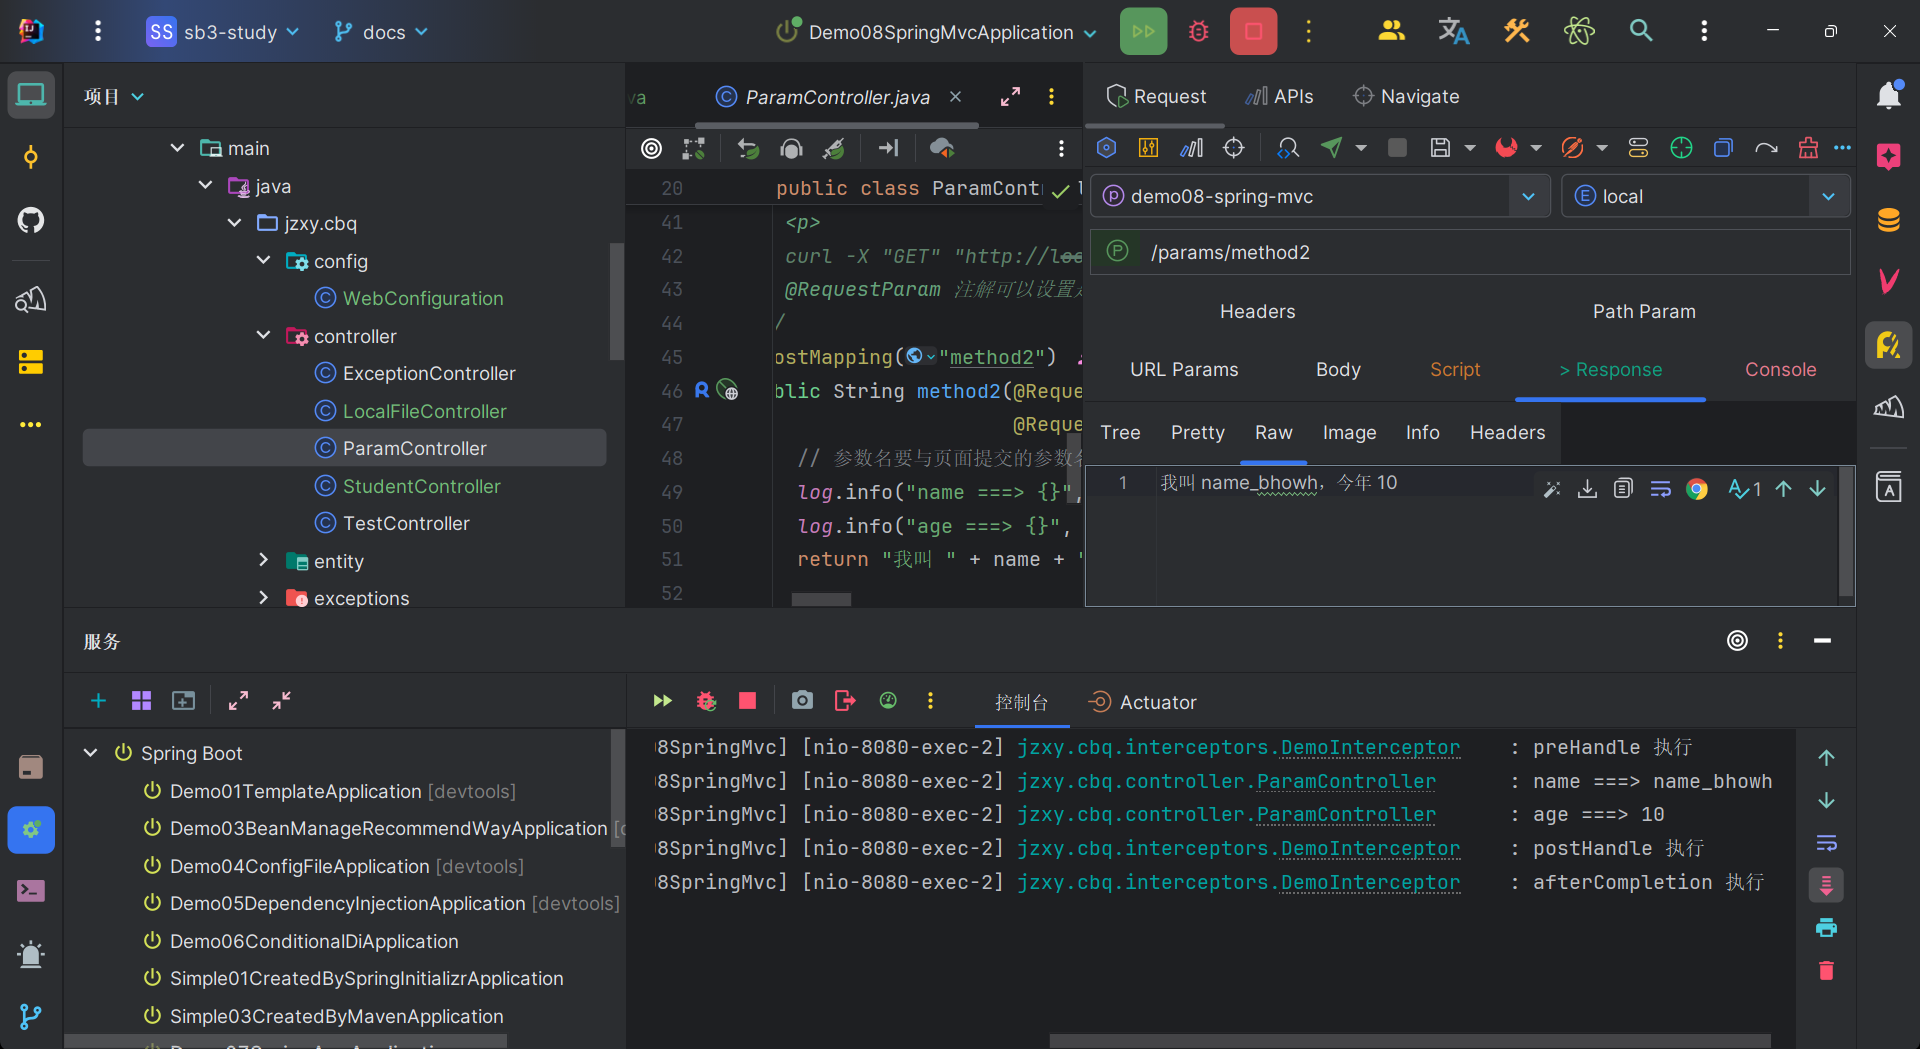 SS sb3-study
docs
Demo08SpringMvcApplication
项目
main
java
jzxy.cbq
config
WebConfiguration
controller
ExceptionController
LocalFileController
ParamController
StudentController
TestController
entity
exceptions
va
ParamController.java
20 public class ParamContr
41 <p>
42 curl -X "GET" "http://loc
43 @RequestParam 注解可以设置
44 /
45 ostMapping("method2")
46 blic String method2(@Reque
47 @Reque
48 // 参数名要与页面提交的参数名
49 log.info("name ===> {}",
50 log.info("age ===> {}",
51 return "我叫 " + name + "
52
Request
APIs
Navigate
demo08-spring-mvc
local
/params/method2
Headers
Path Param
URL Params
Body
Script
> Response
Console
Tree
Pretty
Raw
Image
Info
Headers
1 我叫 name_bhowh，今年 10
1
服务
控制台
Actuator
Spring Boot
Demo01TemplateApplication [devtools]
Demo03BeanManageRecommendWayApplication [d
Demo04ConfigFileApplication [devtools]
Demo05DependencyInjectionApplication [devtools]
Demo06ConditionalDiApplication
Simple01CreatedBySpringInitializrApplication
Simple03CreatedByMavenApplication
8SpringMvc] [nio-8080-exec-2] jzxy.cbq.interceptors.DemoInterceptor : preHandle 执行
8SpringMvc] [nio-8080-exec-2] jzxy.cbq.controller.ParamController : name ===> name_bhowh
8SpringMvc] [nio-8080-exec-2] jzxy.cbq.controller.ParamController : age ===> 10
8SpringMvc] [nio-8080-exec-2] jzxy.cbq.interceptors.DemoInterceptor : postHandle 执行
8SpringMvc] [nio-8080-exec-2] jzxy.cbq.interceptors.DemoInterceptor : afterCompletion 执行